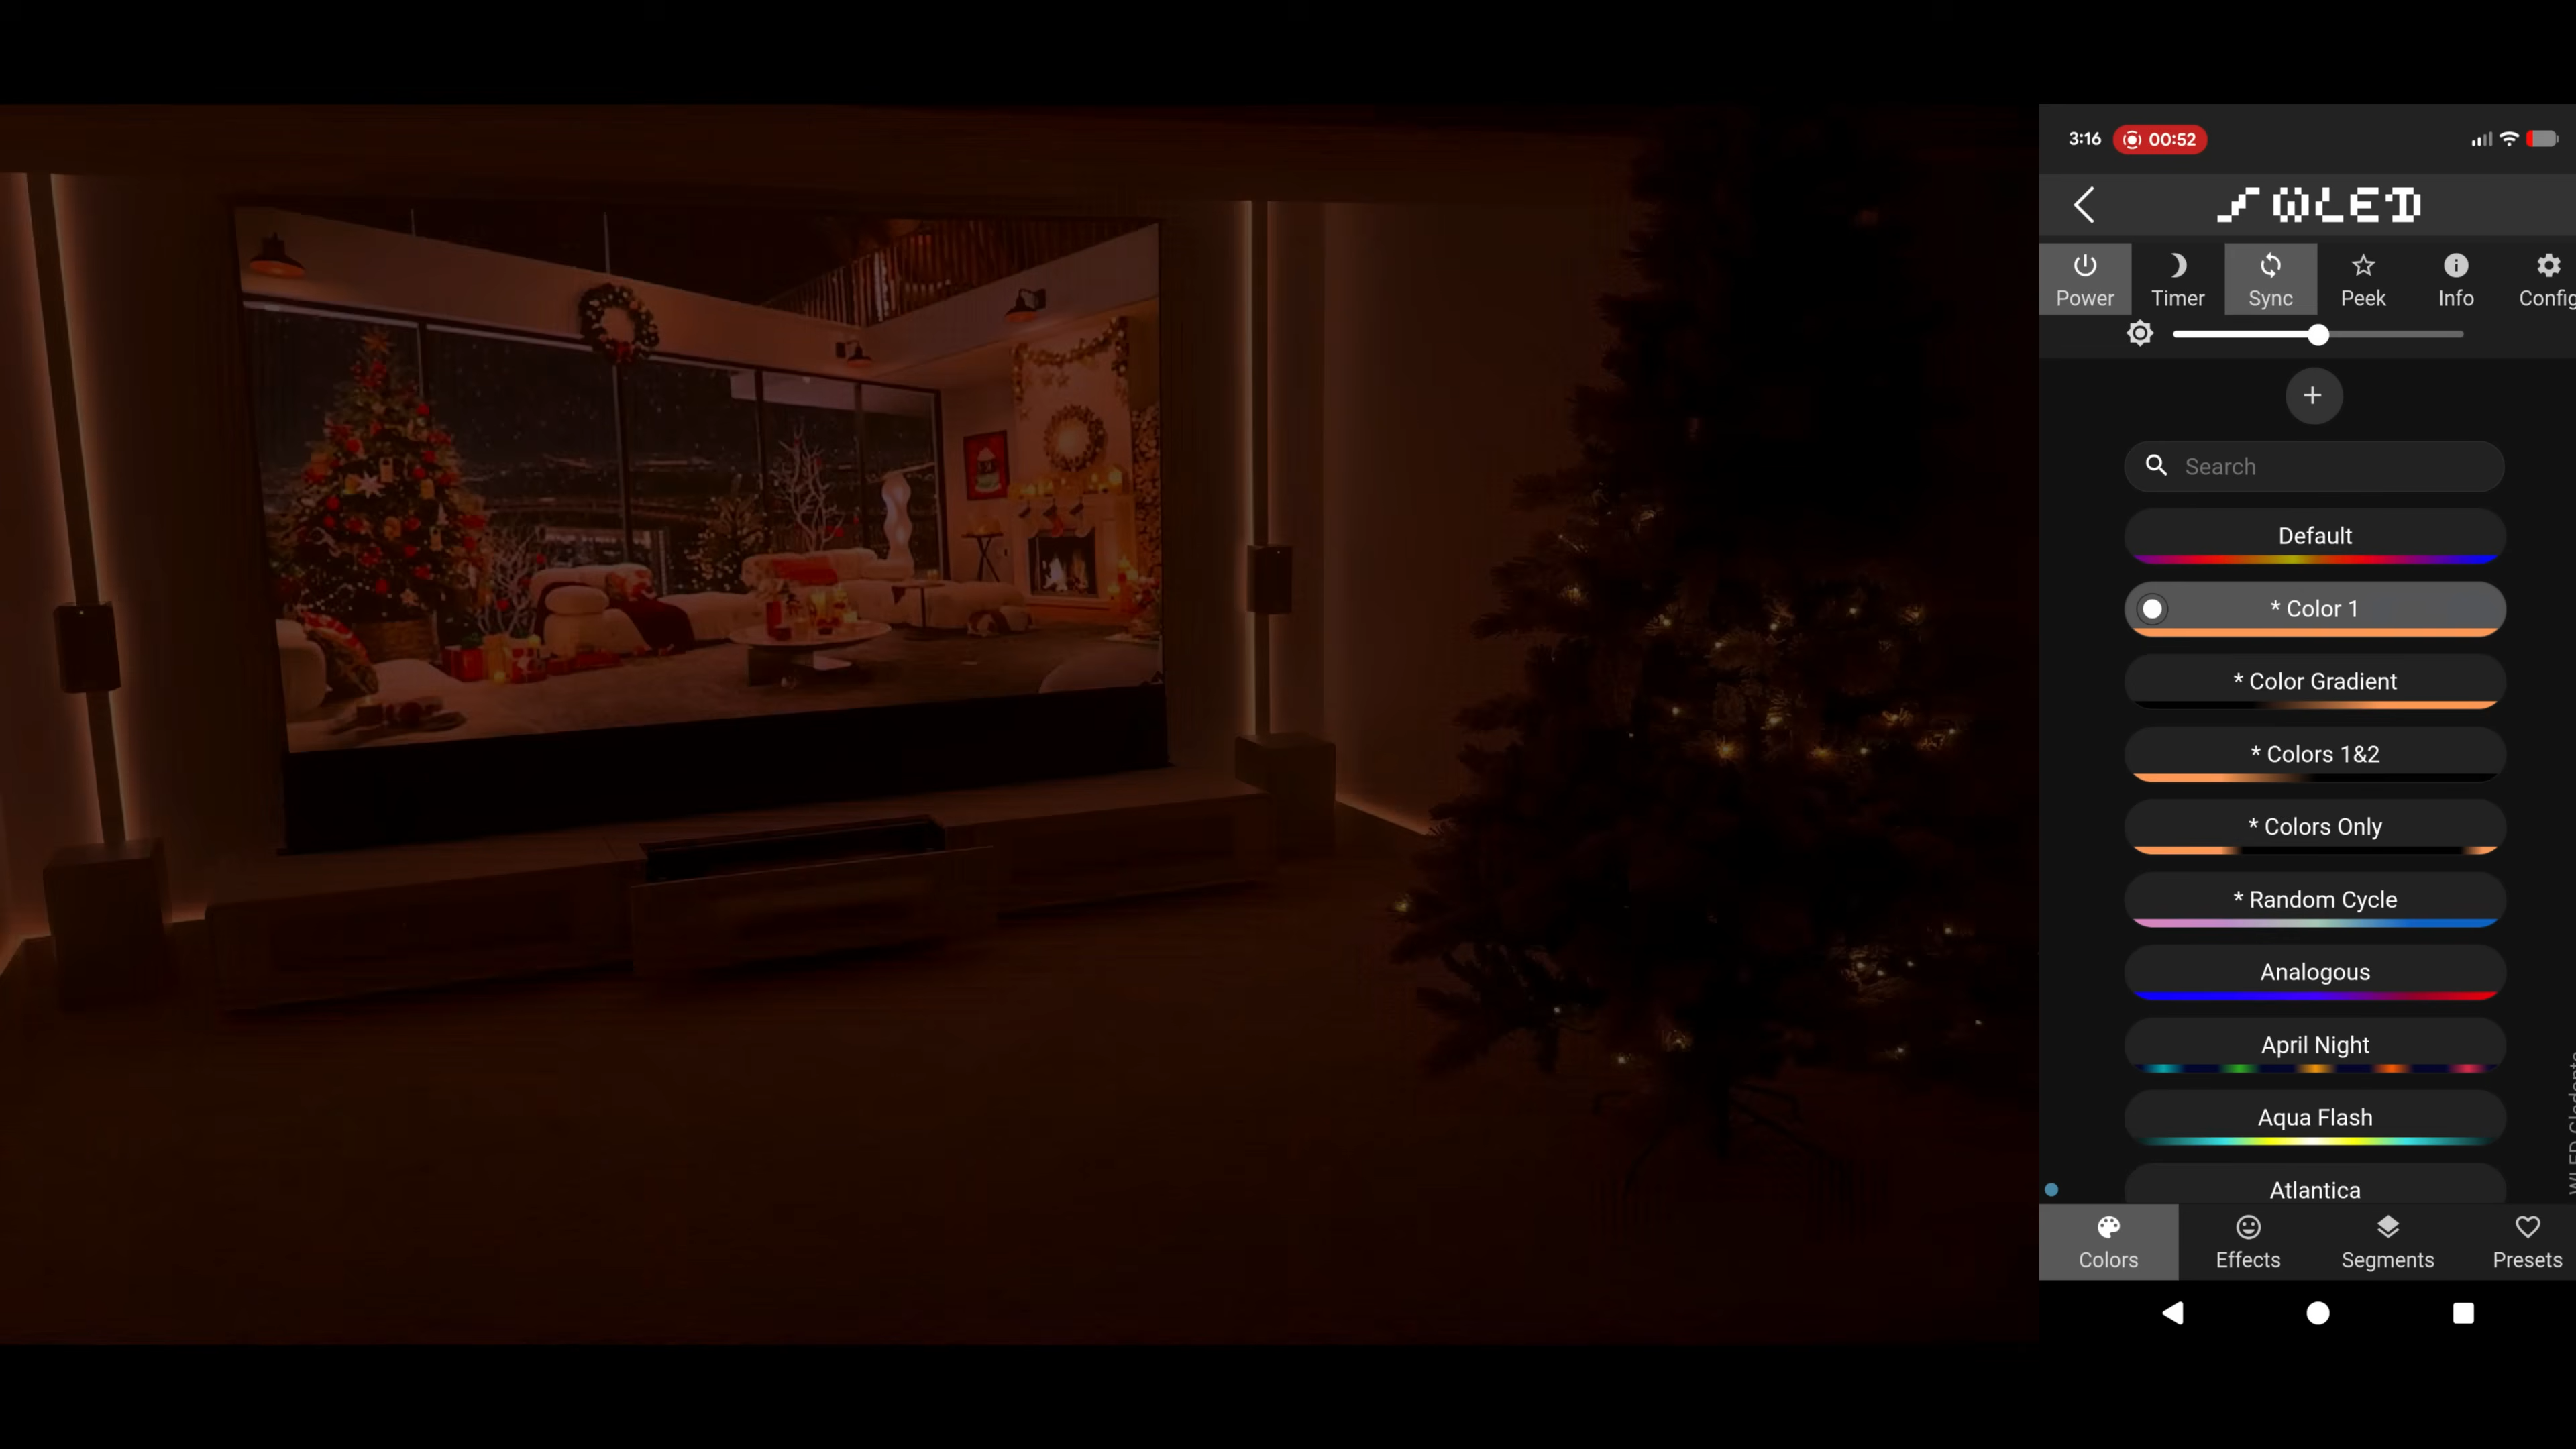 3:16 00:52
WLED
Power Timer Sync Peek Info Config
Search
Default
* Color 1
* Color Gradient
* Colors 1&2
* Colors Only
* Random Cycle
Analogous
April Night
Aqua Flash
Atlantica
Colors Effects Segments Presets